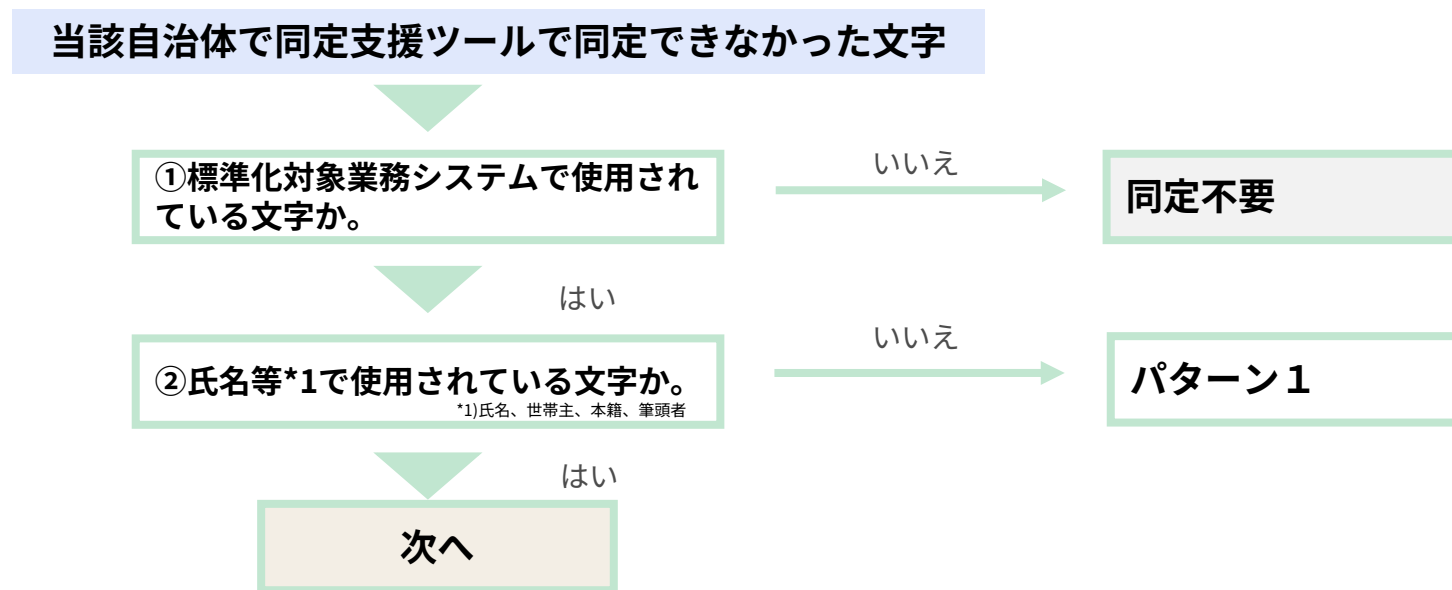 当該自治体で同定支援ツールで同定できなかった文字
①標準化対象業務システムで使用され
ている文字か。
いいえ
同定不要
はい
②氏名等*1で使用されている文字か。
*1)氏名、世帯主、本籍、筆頭者
いいえ
パターン１
はい
次へ